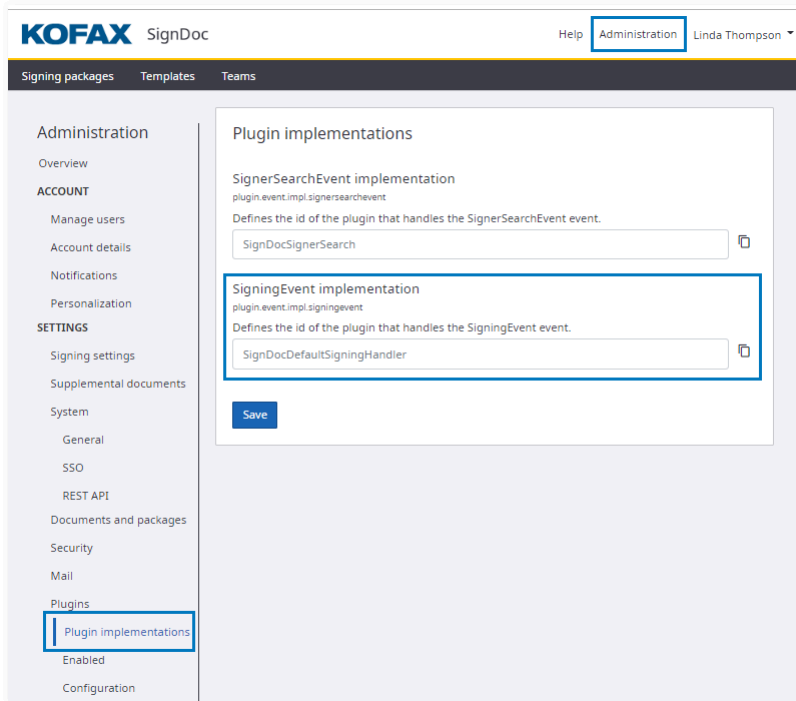 KOFAX SignDoc
Help Administration Linda Thompson
Signing packages Templates Teams
Administration
Overview
ACCOUNT
Manage users
Account details
Notifications
Personalization
SETTINGS
Signing settings
Supplemental documents
System
General
SSO
REST API
Documents and packages
Security
Mail
Plugins
Plugin implementations
Enabled
Configuration
Plugin implementations
SignerSearchEvent implementation
plugin.event.impl.signersearchevent
Defines the id of the plugin that handles the SignerSearchEvent event.
SignDocSignerSearch
SigningEvent implementation
plugin.event.impl.signingevent
Defines the id of the plugin that handles the SigningEvent event.
SignDocDefaultSigningHandler
Save